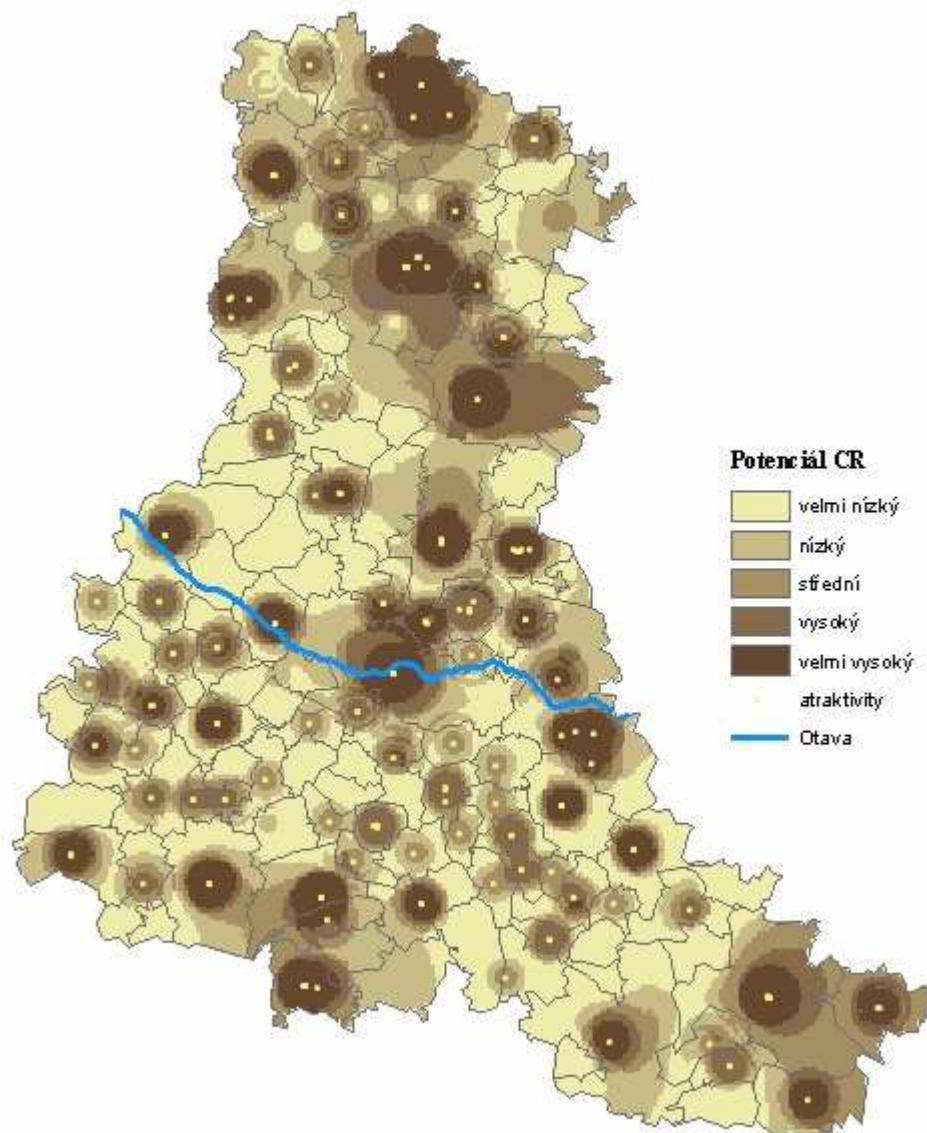 Potenciál CR
velmi nízký
nízký
střední
vysoký
velmi vysoký
atraktivity
Otava